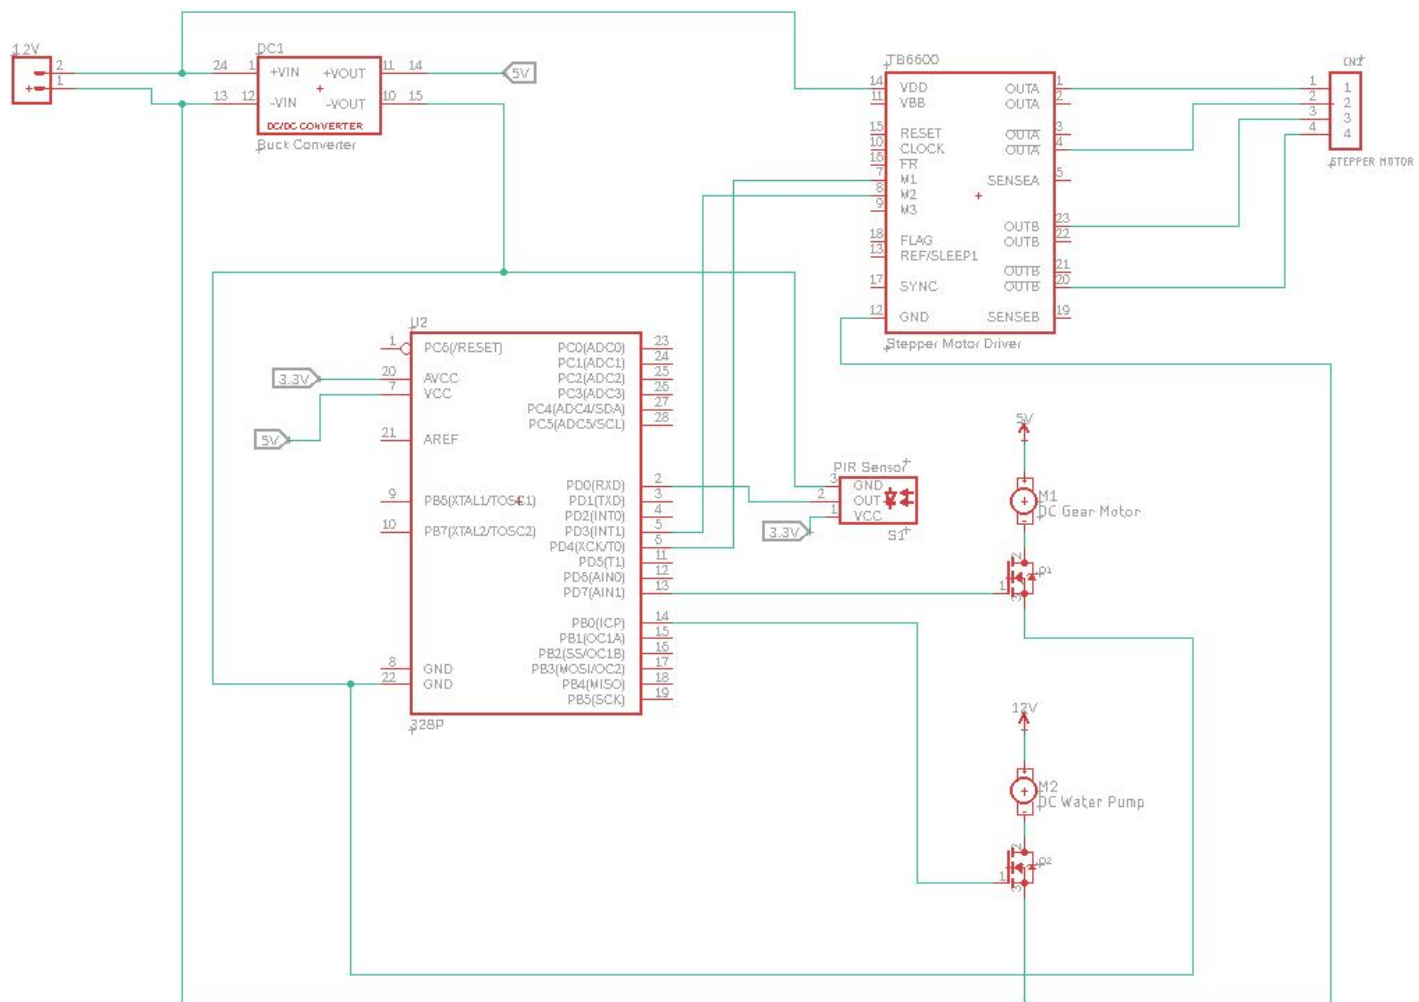 12V
2
1
DC1
24 1 +VIN +VOUT 11 14
13 12 -VIN -VOUT 10 15
DC/DC CONVERTER
Buck Converter
5V
TB6600
14 VDD OUTA 1
11 VBB OUTA 2
15 RESET OUTA 3
10 CLOCK OUTA 4
16 FR
7 M1 SENSEA 5
8 M2
9 M3
OUTB 23
18 FLAG OUTB 22
13 REF/SLEEP1
OUTB 21
17 SYNC OUTB 20
12 GND SENSEB 19
Stepper Motor Driver
1 1
2 2
3 3
4 4
STEPPER MOTOR
U2
1 PC6(/RESET) PC0(ADC0) 23
PC1(ADC1) 24
3.3V 20 AVCC PC2(ADC2) 25
7 VCC PC3(ADC3) 26
PC4(ADC4/SDA) 27
PC5(ADC5/SCL) 28
5V 21 AREF
PD0(RXD) 2
9 PB6(XTAL1/TOSC1) PD1(TXD) 3
PD2(INT0) 4
10 PB7(XTAL2/TOSC2) PD3(INT1) 5
PD4(XCK/T0) 6
PD5(T1) 11
PD6(AIN0) 12
PD7(AIN1) 13
PB0(ICP) 14
PB1(OC1A) 15
PB2(SS/OC1B) 16
8 GND PB3(MOSI/OC2) 17
22 GND PB4(MISO) 18
PB5(SCK) 19
328P
PIR Sensor
3 GND
2 OUT
1 VCC
3.3V
S1
5V
M1
DC Gear Motor
2
1
3
12V
M2
DC Water Pump
2
1
3